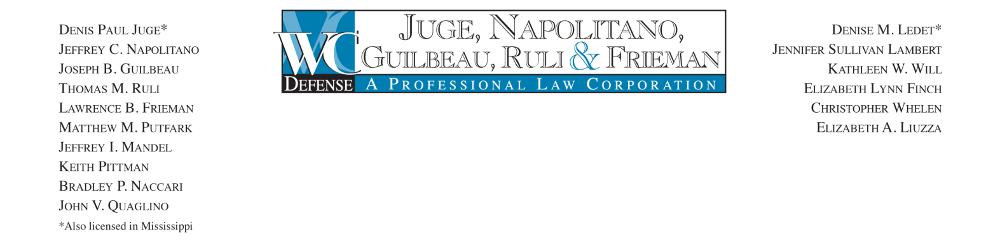 Denis Paul Juge*
Jeffrey C. Napolitano
Joseph B. Guilbeau
Thomas M. Ruli
Lawrence B. Frieman
Matthew M. Putfark
Jeffrey I. Mandel
Keith Pittman
Bradley P. Naccari
John V. Quaglino
*Also licensed in Mississippi
WC
Defense
Juge, Napolitano,
Guilbeau, Ruli & Frieman
A Professional Law Corporation
Denise M. Ledet*
Jennifer Sullivan Lambert
Kathleen W. Will
Elizabeth Lynn Finch
Christopher Whelen
Elizabeth A. Liuzza